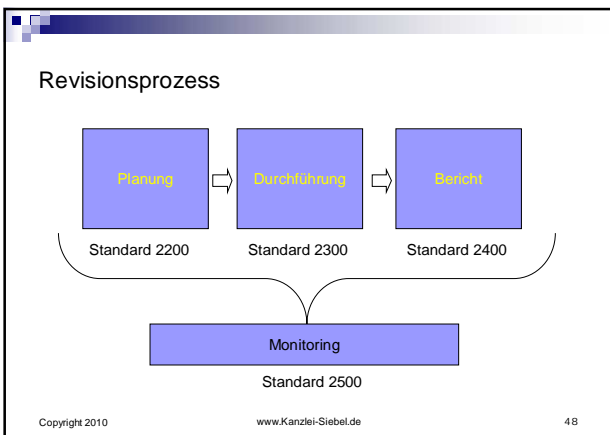 Revisionsprozess
Planung Durchführung Bericht
Standard 2200 Standard 2300 Standard 2400
Monitoring
Standard 2500
Copyright 2010 www.Kanzlei-Siebel.de 48